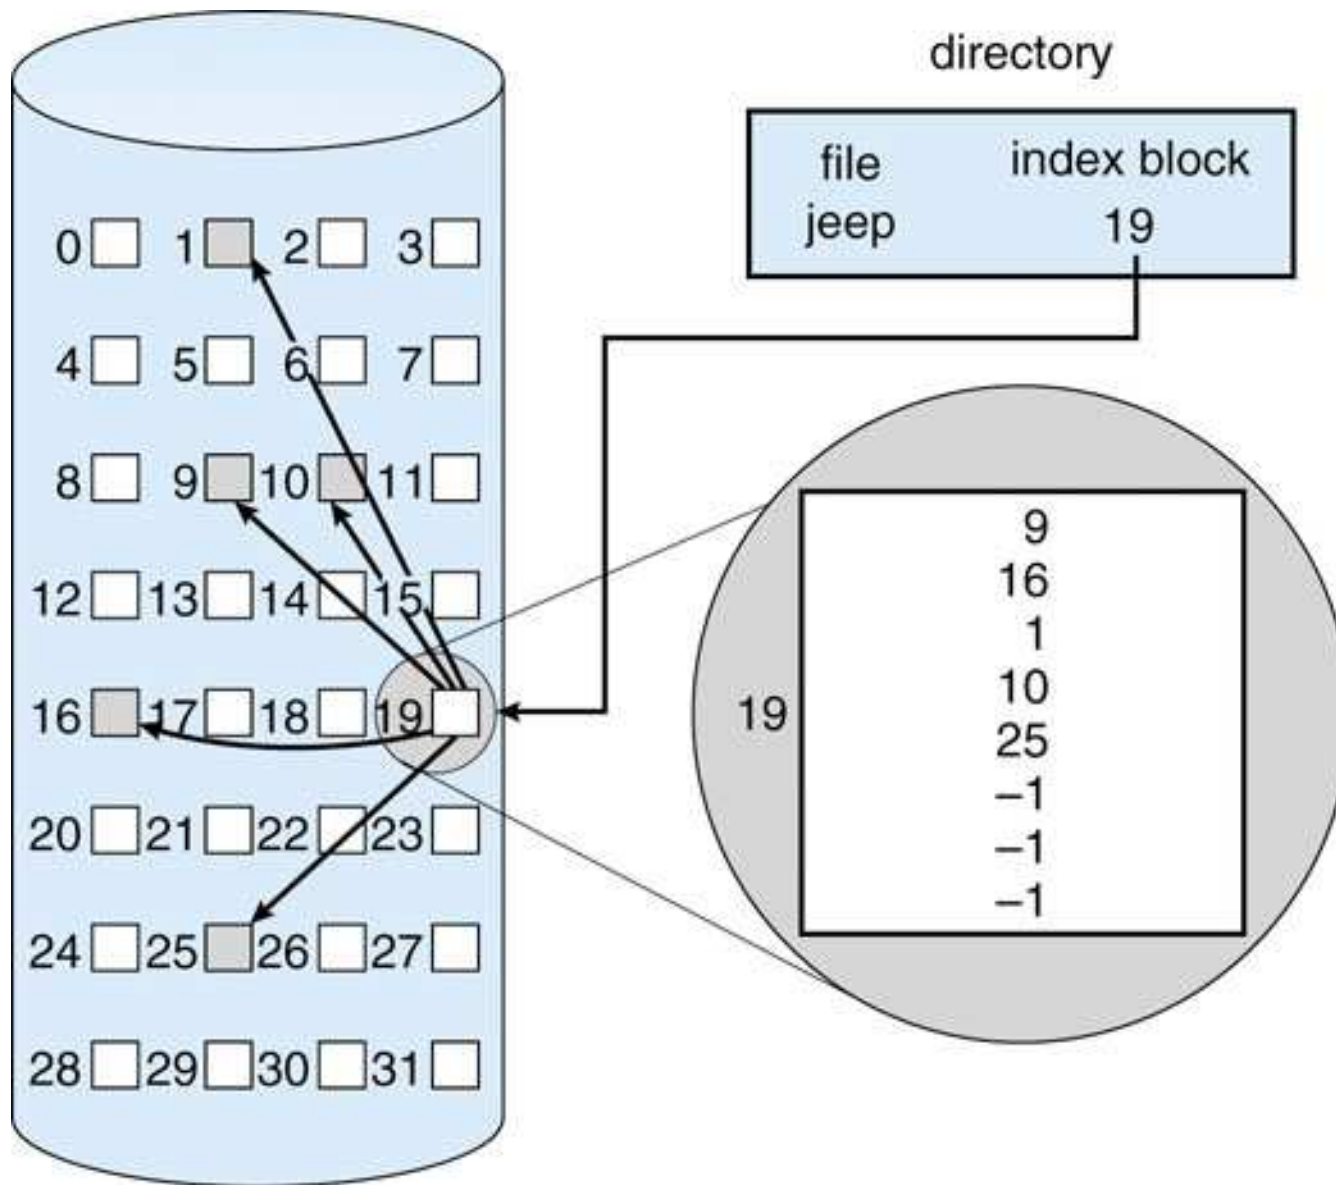 directory
file index block
jeep 19
0 1 2 3
4 5 6 7
8 9 10 11
12 13 14 15
16 17 18 19
20 21 22 23
24 25 26 27
28 29 30 31
19
9
16
1
10
25
–1
–1
–1